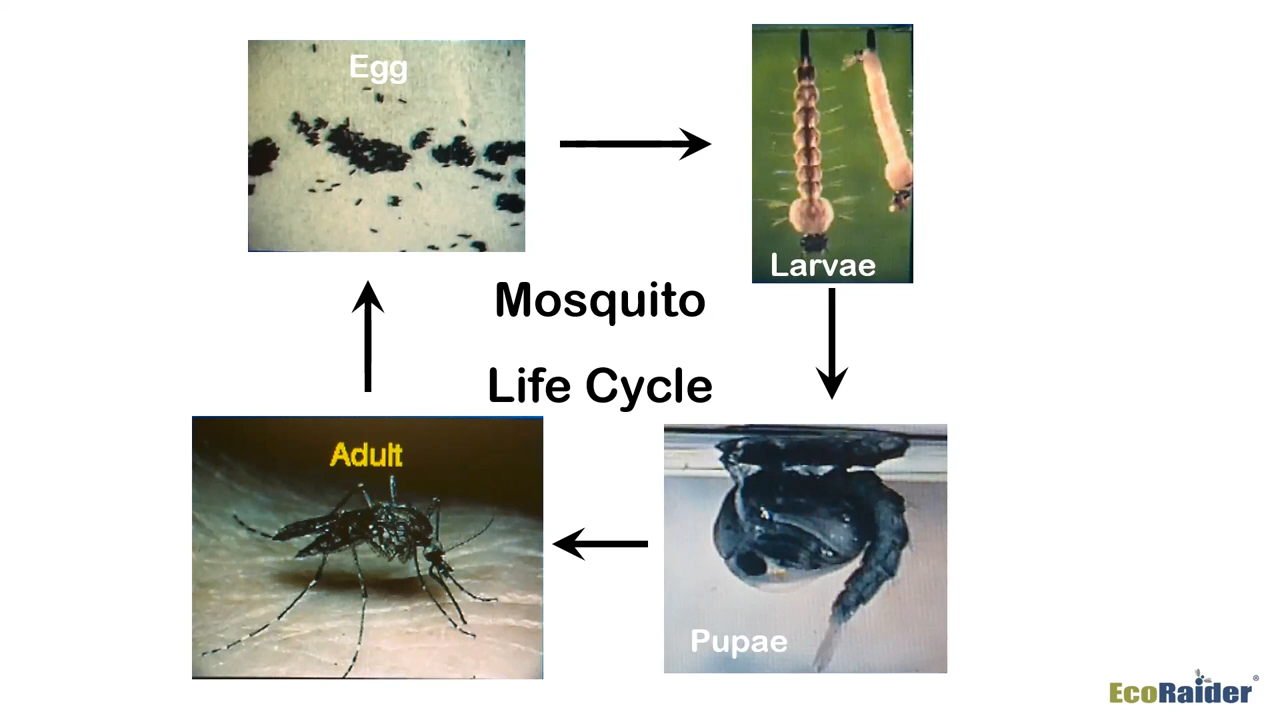 Egg
Larvae
Mosquito
Life Cycle
Adult
Pupae
EcoRaider®